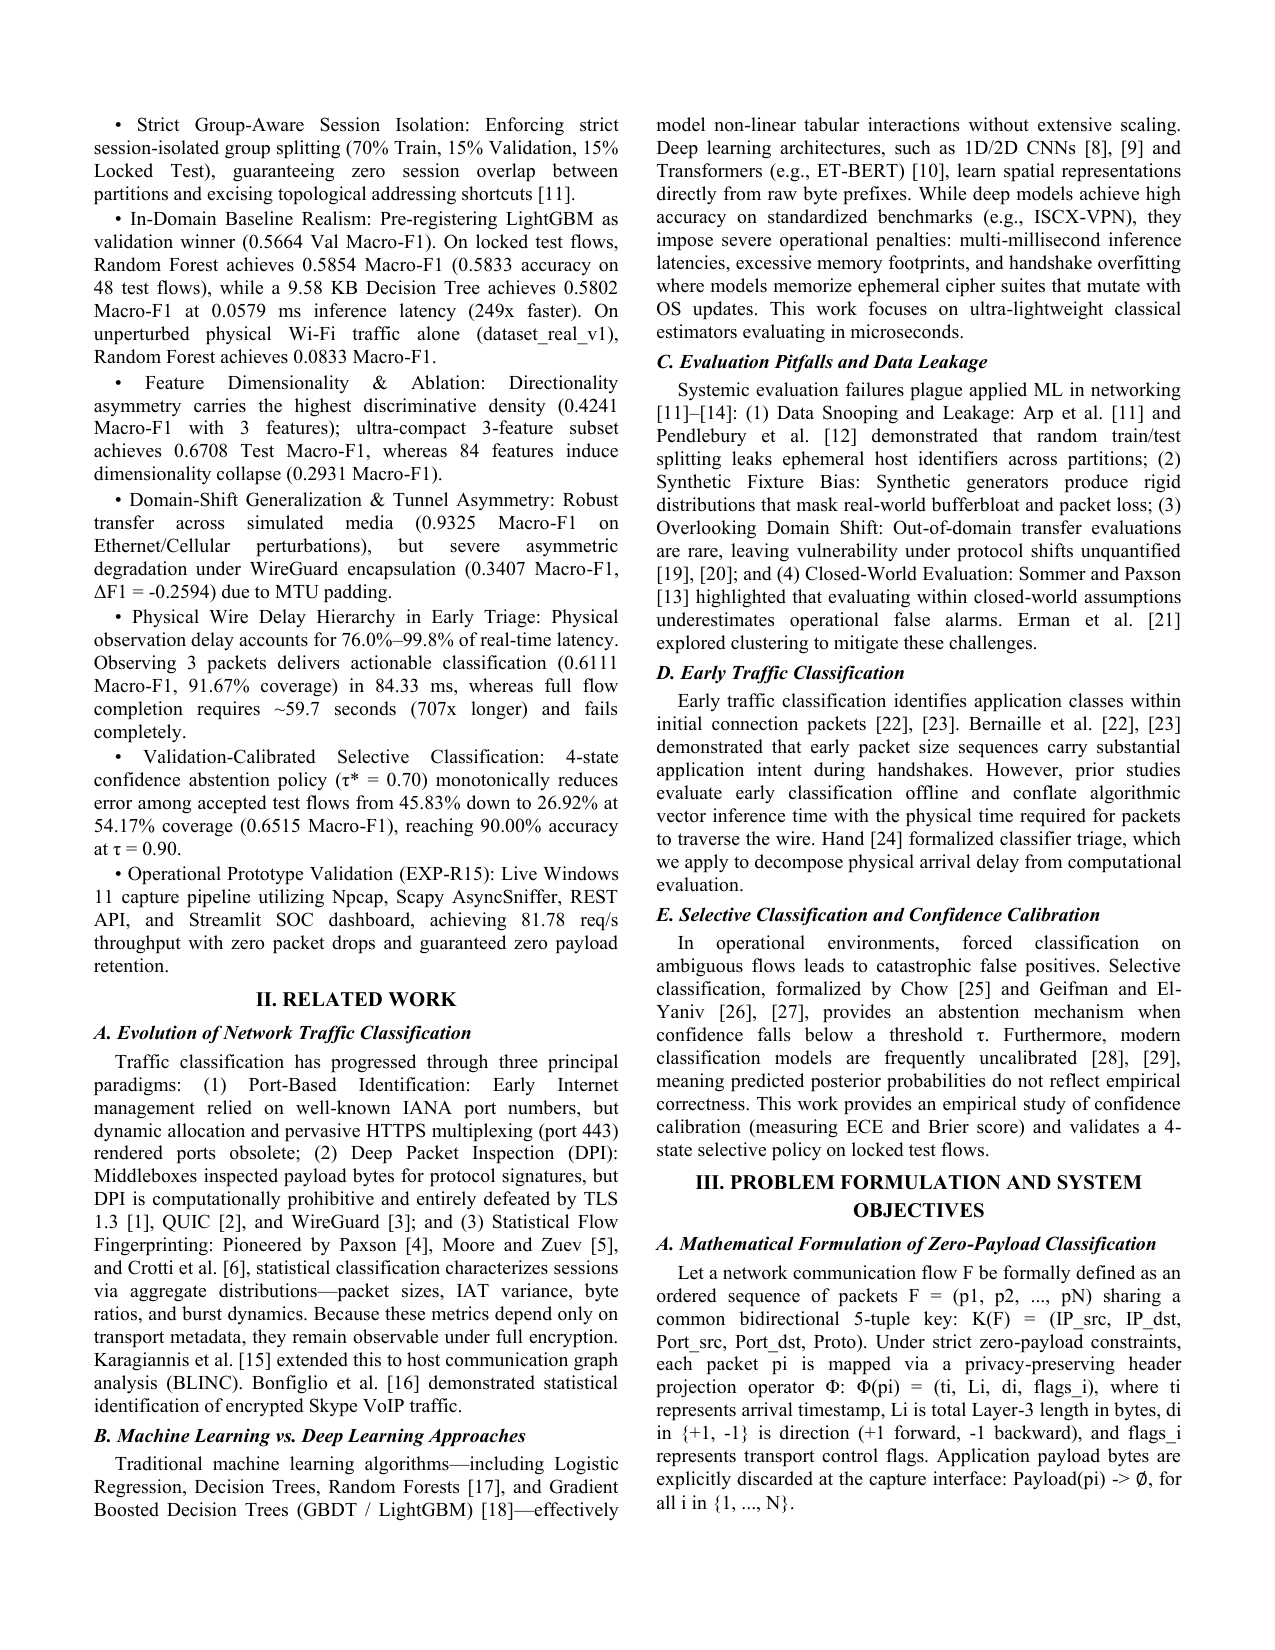 • Strict Group-Aware Session Isolation: Enforcing strict
session-isolated group splitting (70% Train, 15% Validation, 15%
Locked Test), guaranteeing zero session overlap between
partitions and excising topological addressing shortcuts [11].
• In-Domain Baseline Realism: Pre-registering LightGBM as
validation winner (0.5664 Val Macro-F1). On locked test flows,
Random Forest achieves 0.5854 Macro-F1 (0.5833 accuracy on
48 test flows), while a 9.58 KB Decision Tree achieves 0.5802
Macro-F1 at 0.0579 ms inference latency (249x faster). On
unperturbed physical Wi-Fi traffic alone (dataset_real_v1),
Random Forest achieves 0.0833 Macro-F1.
• Feature Dimensionality & Ablation: Directionality
asymmetry carries the highest discriminative density (0.4241
Macro-F1 with 3 features); ultra-compact 3-feature subset
achieves 0.6708 Test Macro-F1, whereas 84 features induce
dimensionality collapse (0.2931 Macro-F1).
• Domain-Shift Generalization & Tunnel Asymmetry: Robust
transfer across simulated media (0.9325 Macro-F1 on
Ethernet/Cellular perturbations), but severe asymmetric
degradation under WireGuard encapsulation (0.3407 Macro-F1,
ΔF1 = -0.2594) due to MTU padding.
• Physical Wire Delay Hierarchy in Early Triage: Physical
observation delay accounts for 76.0%–99.8% of real-time latency.
Observing 3 packets delivers actionable classification (0.6111
Macro-F1, 91.67% coverage) in 84.33 ms, whereas full flow
completion requires ~59.7 seconds (707x longer) and fails
completely.
• Validation-Calibrated Selective Classification: 4-state
confidence abstention policy (τ* = 0.70) monotonically reduces
error among accepted test flows from 45.83% down to 26.92% at
54.17% coverage (0.6515 Macro-F1), reaching 90.00% accuracy
at τ = 0.90.
• Operational Prototype Validation (EXP-R15): Live Windows
11 capture pipeline utilizing Npcap, Scapy AsyncSniffer, REST
API, and Streamlit SOC dashboard, achieving 81.78 req/s
throughput with zero packet drops and guaranteed zero payload
retention.
II. RELATED WORK
A. Evolution of Network Traffic Classification
Traffic classification has progressed through three principal
paradigms: (1) Port-Based Identification: Early Internet
management relied on well-known IANA port numbers, but
dynamic allocation and pervasive HTTPS multiplexing (port 443)
rendered ports obsolete; (2) Deep Packet Inspection (DPI):
Middleboxes inspected payload bytes for protocol signatures, but
DPI is computationally prohibitive and entirely defeated by TLS
1.3 [1], QUIC [2], and WireGuard [3]; and (3) Statistical Flow
Fingerprinting: Pioneered by Paxson [4], Moore and Zuev [5],
and Crotti et al. [6], statistical classification characterizes sessions
via aggregate distributions—packet sizes, IAT variance, byte
ratios, and burst dynamics. Because these metrics depend only on
transport metadata, they remain observable under full encryption.
Karagiannis et al. [15] extended this to host communication graph
analysis (BLINC). Bonfiglio et al. [16] demonstrated statistical
identification of encrypted Skype VoIP traffic.
B. Machine Learning vs. Deep Learning Approaches
Traditional machine learning algorithms—including Logistic
Regression, Decision Trees, Random Forests [17], and Gradient
Boosted Decision Trees (GBDT / LightGBM) [18]—effectively
model non-linear tabular interactions without extensive scaling.
Deep learning architectures, such as 1D/2D CNNs [8], [9] and
Transformers (e.g., ET-BERT) [10], learn spatial representations
directly from raw byte prefixes. While deep models achieve high
accuracy on standardized benchmarks (e.g., ISCX-VPN), they
impose severe operational penalties: multi-millisecond inference
latencies, excessive memory footprints, and handshake overfitting
where models memorize ephemeral cipher suites that mutate with
OS updates. This work focuses on ultra-lightweight classical
estimators evaluating in microseconds.
C. Evaluation Pitfalls and Data Leakage
Systemic evaluation failures plague applied ML in networking
[11]–[14]: (1) Data Snooping and Leakage: Arp et al. [11] and
Pendlebury et al. [12] demonstrated that random train/test
splitting leaks ephemeral host identifiers across partitions; (2)
Synthetic Fixture Bias: Synthetic generators produce rigid
distributions that mask real-world bufferbloat and packet loss; (3)
Overlooking Domain Shift: Out-of-domain transfer evaluations
are rare, leaving vulnerability under protocol shifts unquantified
[19], [20]; and (4) Closed-World Evaluation: Sommer and Paxson
[13] highlighted that evaluating within closed-world assumptions
underestimates operational false alarms. Erman et al. [21]
explored clustering to mitigate these challenges.
D. Early Traffic Classification
Early traffic classification identifies application classes within
initial connection packets [22], [23]. Bernaille et al. [22], [23]
demonstrated that early packet size sequences carry substantial
application intent during handshakes. However, prior studies
evaluate early classification offline and conflate algorithmic
vector inference time with the physical time required for packets
to traverse the wire. Hand [24] formalized classifier triage, which
we apply to decompose physical arrival delay from computational
evaluation.
E. Selective Classification and Confidence Calibration
In operational environments, forced classification on
ambiguous flows leads to catastrophic false positives. Selective
classification, formalized by Chow [25] and Geifman and El-
Yaniv [26], [27], provides an abstention mechanism when
confidence falls below a threshold τ. Furthermore, modern
classification models are frequently uncalibrated [28], [29],
meaning predicted posterior probabilities do not reflect empirical
correctness. This work provides an empirical study of confidence
calibration (measuring ECE and Brier score) and validates a 4-
state selective policy on locked test flows.
III. PROBLEM FORMULATION AND SYSTEM
OBJECTIVES
A. Mathematical Formulation of Zero-Payload Classification
Let a network communication flow F be formally defined as an
ordered sequence of packets F = (p1, p2, ..., pN) sharing a
common bidirectional 5-tuple key: K(F) = (IP_src, IP_dst,
Port_src, Port_dst, Proto). Under strict zero-payload constraints,
each packet pi is mapped via a privacy-preserving header
projection operator Φ: Φ(pi) = (ti, Li, di, flags_i), where ti
represents arrival timestamp, Li is total Layer-3 length in bytes, di
in {+1, -1} is direction (+1 forward, -1 backward), and flags_i
represents transport control flags. Application payload bytes are
explicitly discarded at the capture interface: Payload(pi) -> ∅, for
all i in {1, ..., N}.